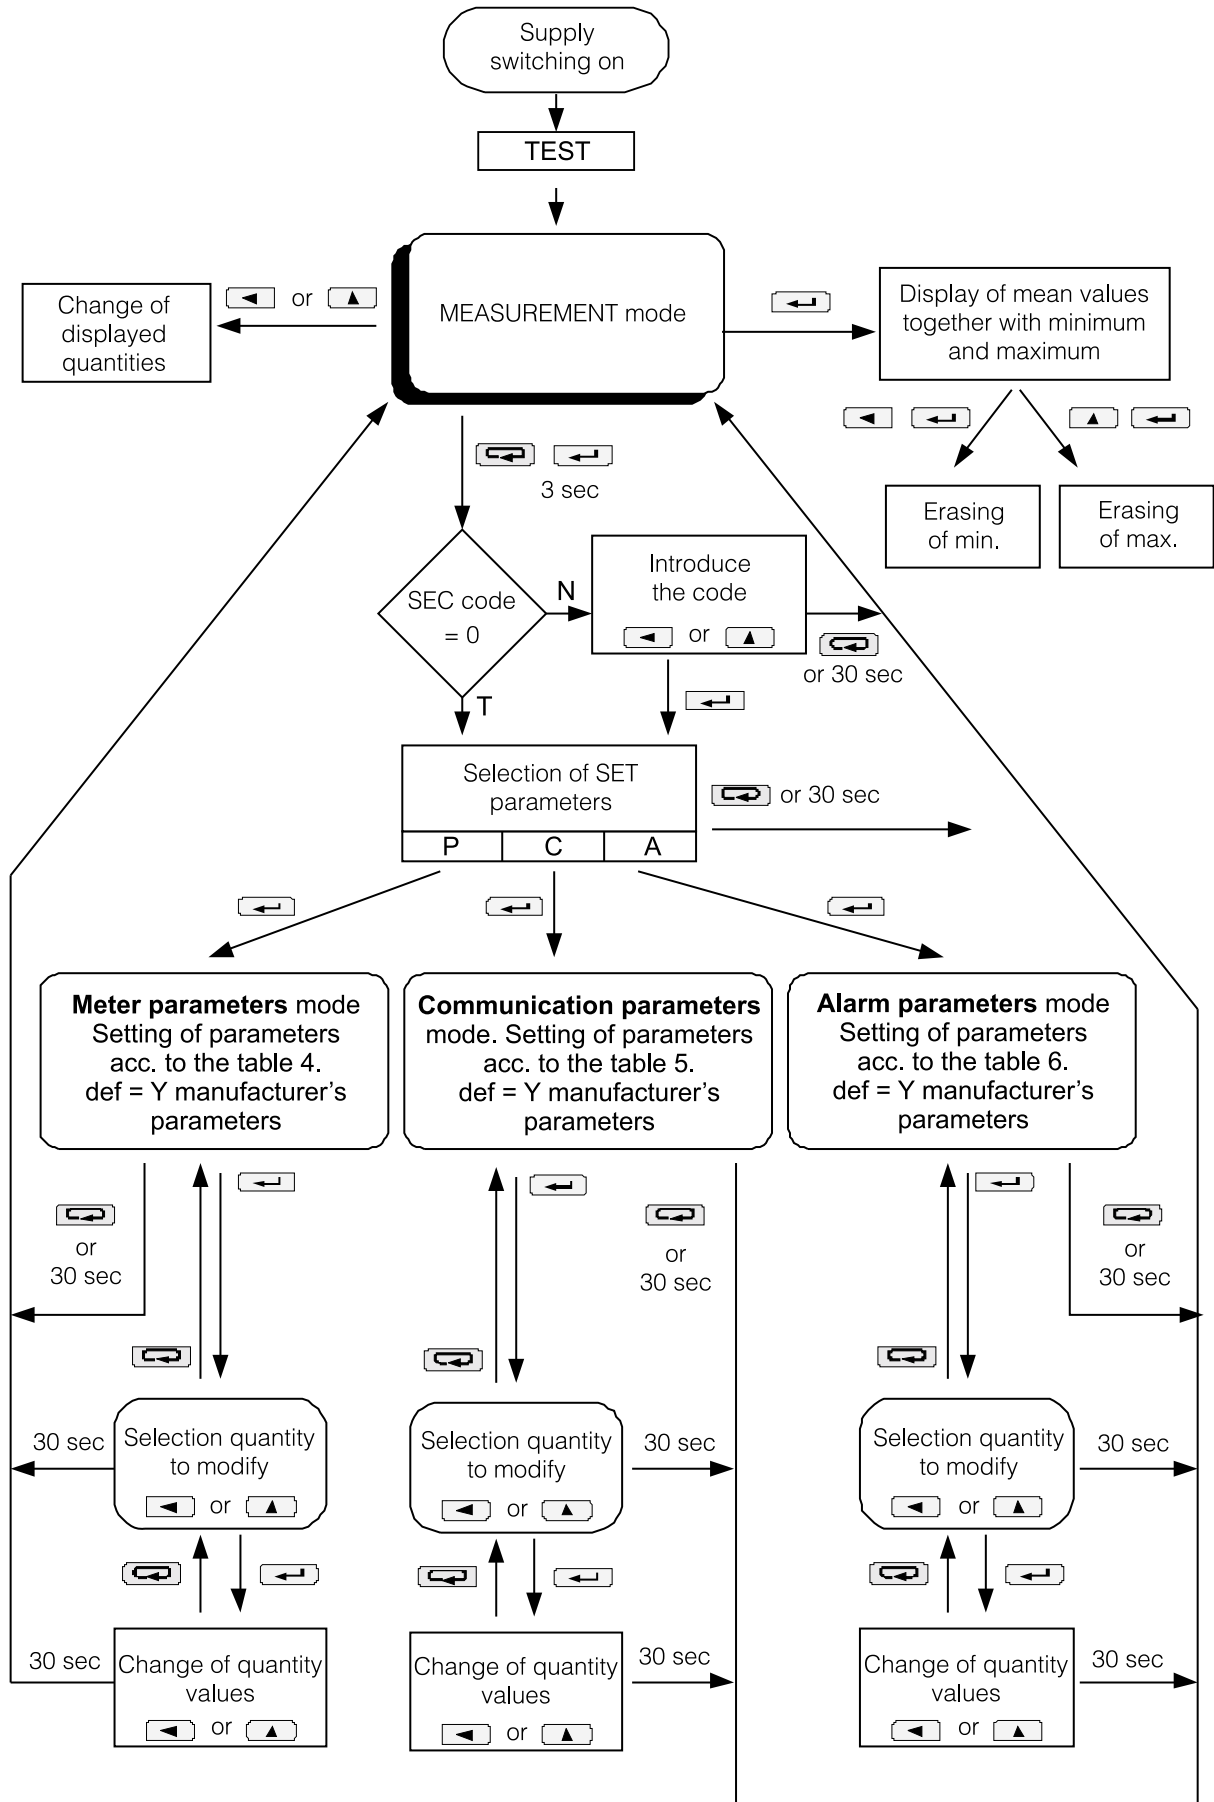 Supply
switching on
TEST
MEASUREMENT mode
Change of
displayed
quantities
or
Display of mean values
together with minimum
and maximum
3 sec
Erasing
of min.
Erasing
of max.
SEC code
= 0
N
T
Introduce
the code
or
or 30 sec
Selection of SET
parameters
P C A
or 30 sec
Meter parameters mode
Setting of parameters
acc. to the table 4.
def = Y manufacturer's
parameters
Communication parameters
mode. Setting of parameters
acc. to the table 5.
def = Y manufacturer's
parameters
Alarm parameters mode
Setting of parameters
acc. to the table 6.
def = Y manufacturer's
parameters
or
30 sec
or
30 sec
or
30 sec
30 sec
Selection quantity
to modify
or
Selection quantity
to modify
or
30 sec
Selection quantity
to modify
or
30 sec
30 sec
Change of quantity
values
or
Change of quantity
values
or
30 sec
Change of quantity
values
or
30 sec